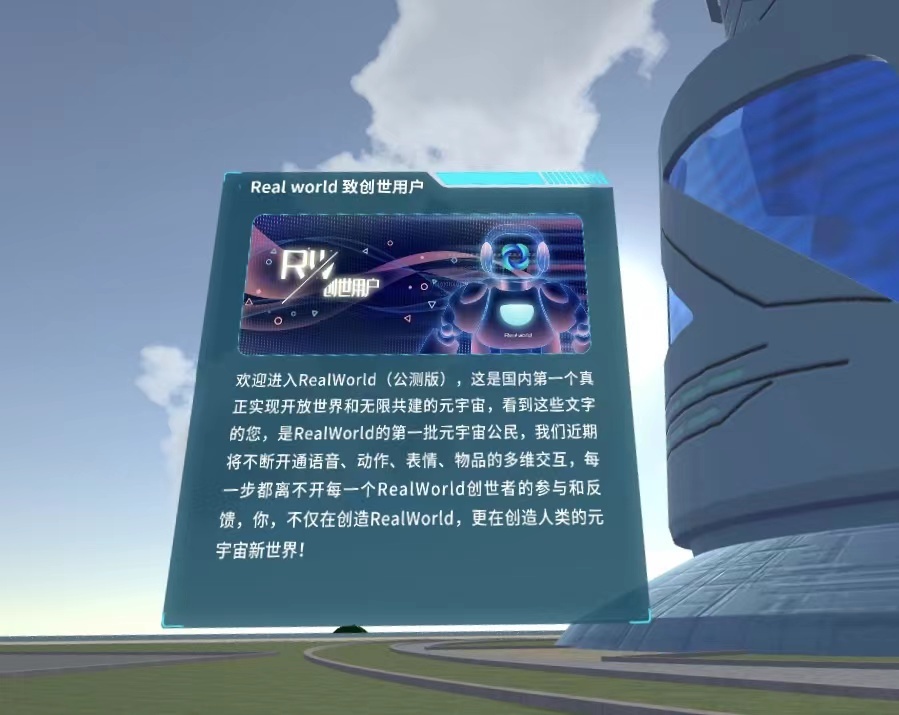 Real world 致创世用户
RW
创世用户
Real world
欢迎进入RealWorld（公测版），这是国内第一个真
正实现开放世界和无限共建的元宇宙，看到这些文字
的您，是RealWorld的第一批元宇宙公民，我们近期
将不断开通语音、动作、表情、物品的多维交互，每
一步都离不开每一个RealWorld创世者的参与和反
馈，你，不仅在创造RealWorld，更在创造人类的元
宇宙新世界！